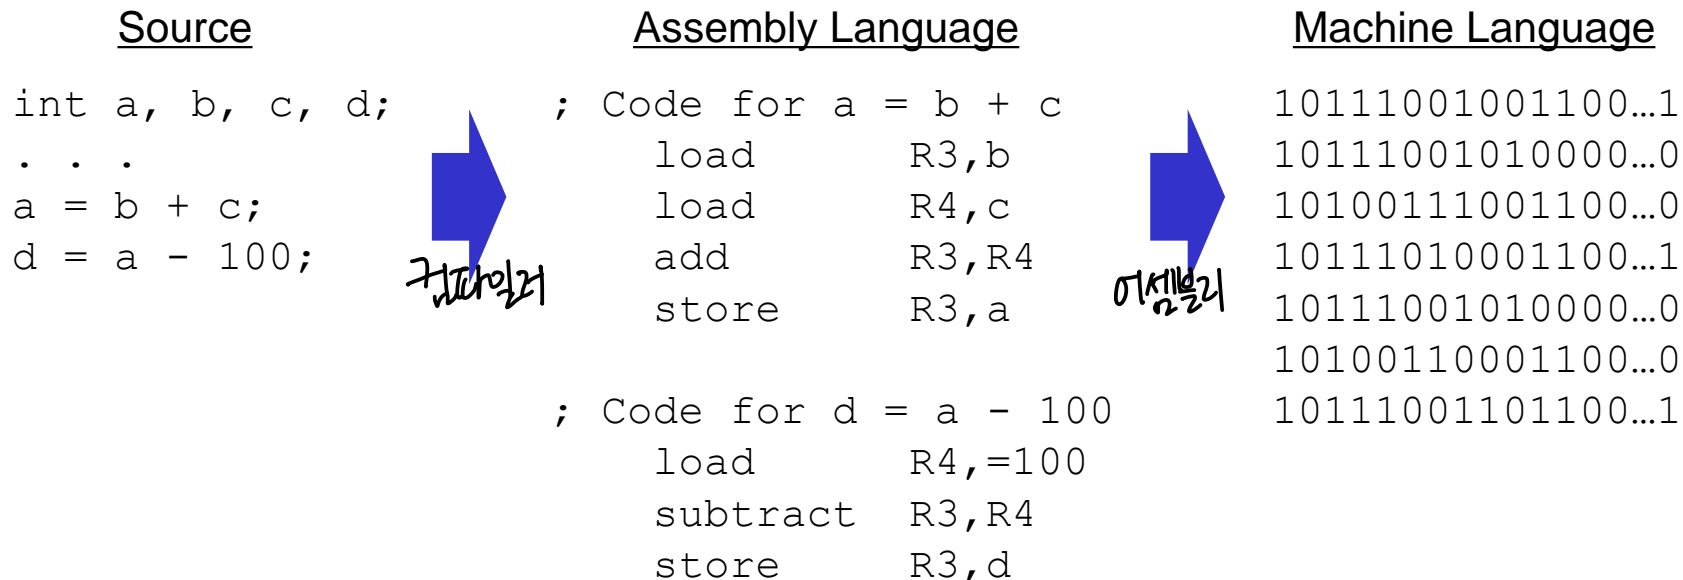 Source
int a, b, c, d;
. . .
a = b + c;
d = a - 100;
컴파일러
Assembly Language
; Code for a = b + c
load R3,b
load R4,c
add R3,R4
store R3,a
; Code for d = a - 100
load R4,=100
subtract R3,R4
store R3,d
어셈블리
Machine Language
10111001001100…1
10111001010000…0
10100111001100…0
10111010001100…1
10111001010000…0
10100110001100…0
10111001101100…1